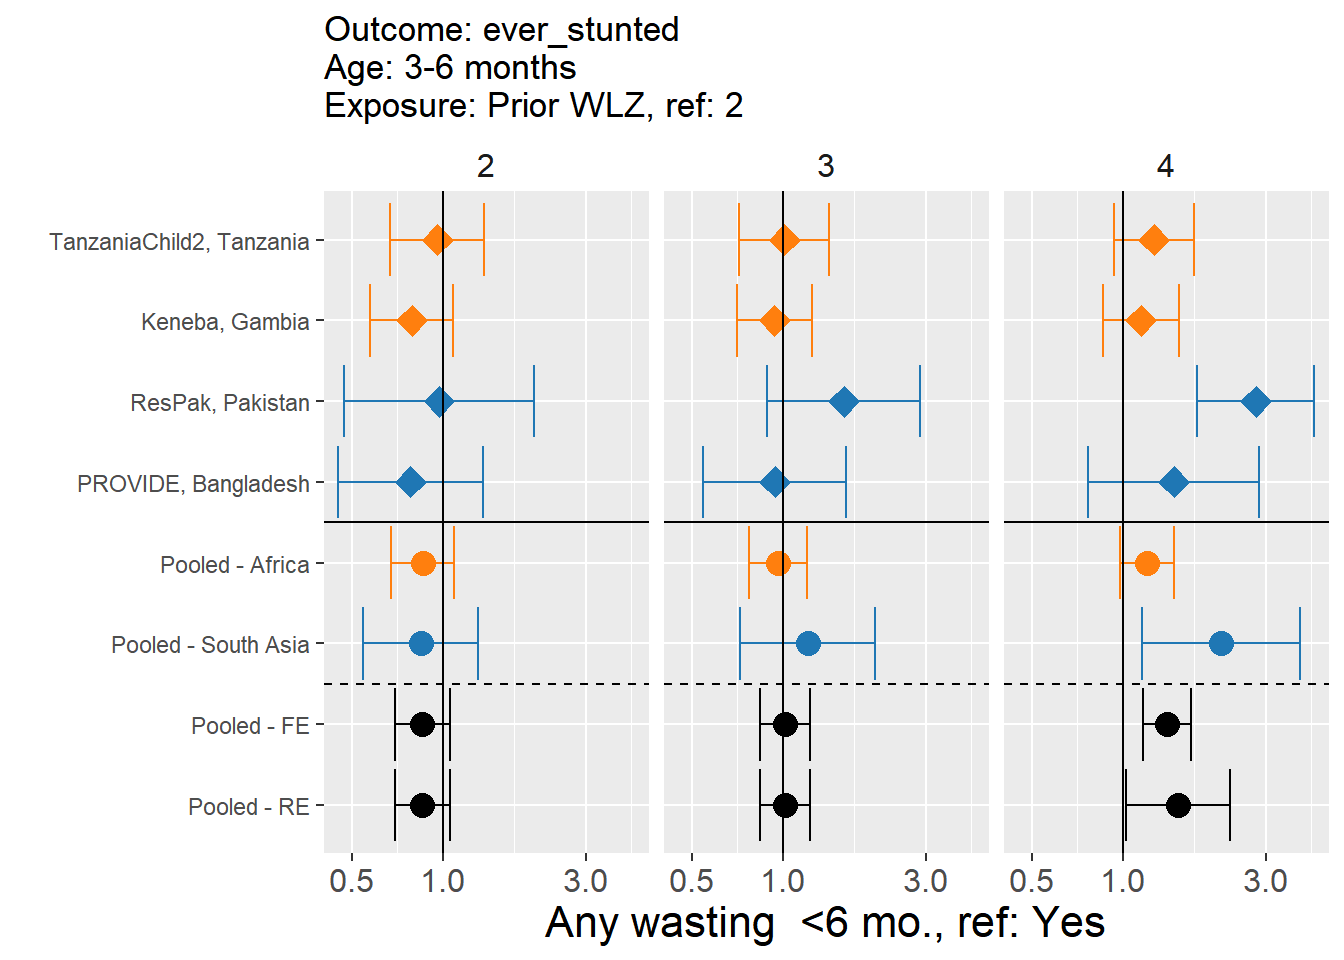 Outcome: ever_stunted
Age: 3-6 months
Exposure: Prior WLZ, ref: 2
2 3 4
TanzaniaChild2, Tanzania
Keneba, Gambia
ResPak, Pakistan
PROVIDE, Bangladesh
Pooled - Africa
Pooled - South Asia
Pooled - FE
Pooled - RE
0.5 1.0 3.0 0.5 1.0 3.0 0.5 1.0 3.0
Any wasting  <6 mo., ref: Yes